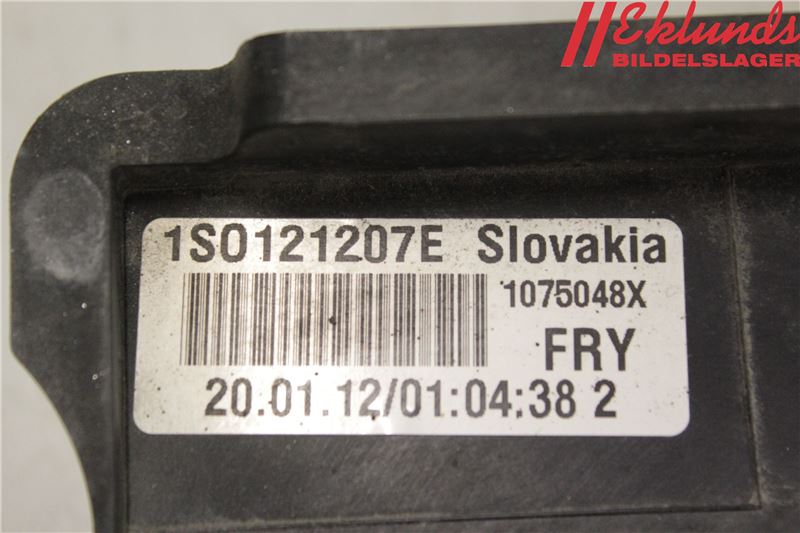 Eklunds
BILDELSLAGER
1S0121207E Slovakia
1075048X
FRY
20.01.12/01:04:38 2